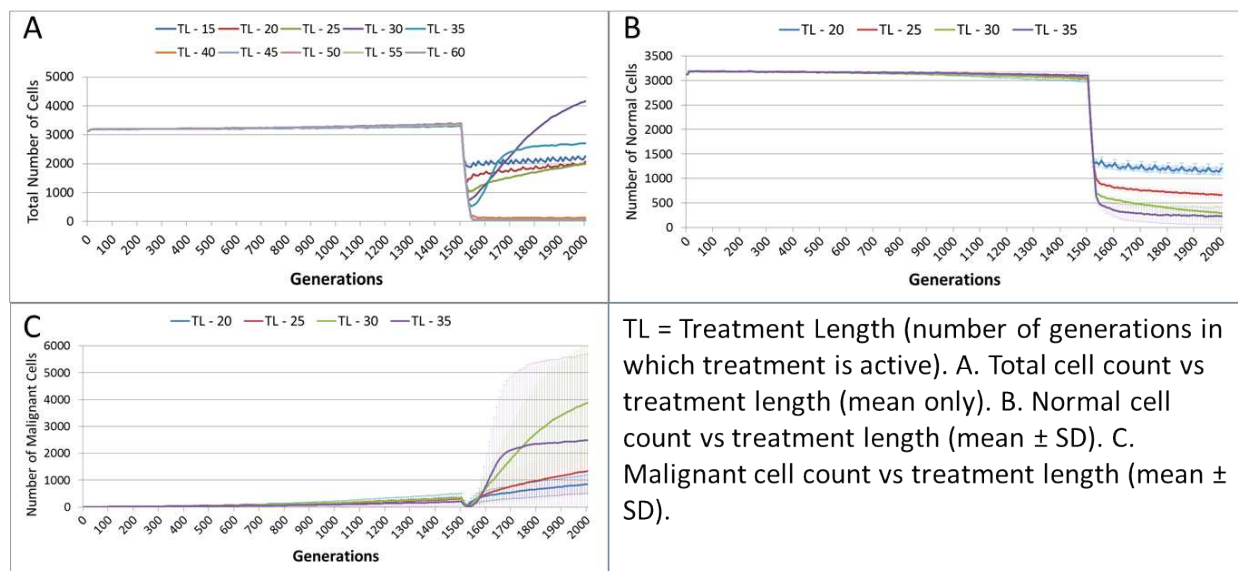 A
TL - 15 TL - 20 TL - 25 TL - 30 TL - 35
TL - 40 TL - 45 TL - 50 TL - 55 TL - 60
Total Number of Cells
5000
4000
3000
2000
1000
0
0 100 200 300 400 500 600 700 800 900 1000 1100 1200 1300 1400 1500 1600 1700 1800 1900 2000
Generations
B
TL - 20 TL - 25 TL - 30 TL - 35
Number of Normal Cells
3500
3000
2500
2000
1500
1000
500
0
0 100 200 300 400 500 600 700 800 900 1000 1100 1200 1300 1400 1500 1600 1700 1800 1900 2000
Generations
C
TL - 20 TL - 25 TL - 30 TL - 35
Number of Malignant Cells
6000
5000
4000
3000
2000
1000
0
0 100 200 300 400 500 600 700 800 900 1000 1100 1200 1300 1400 1500 1600 1700 1800 1900 2000
Generations
TL = Treatment Length (number of generations in
which treatment is active). A. Total cell count vs
treatment length (mean only). B. Normal cell
count vs treatment length (mean ± SD). C.
Malignant cell count vs treatment length (mean ±
SD).